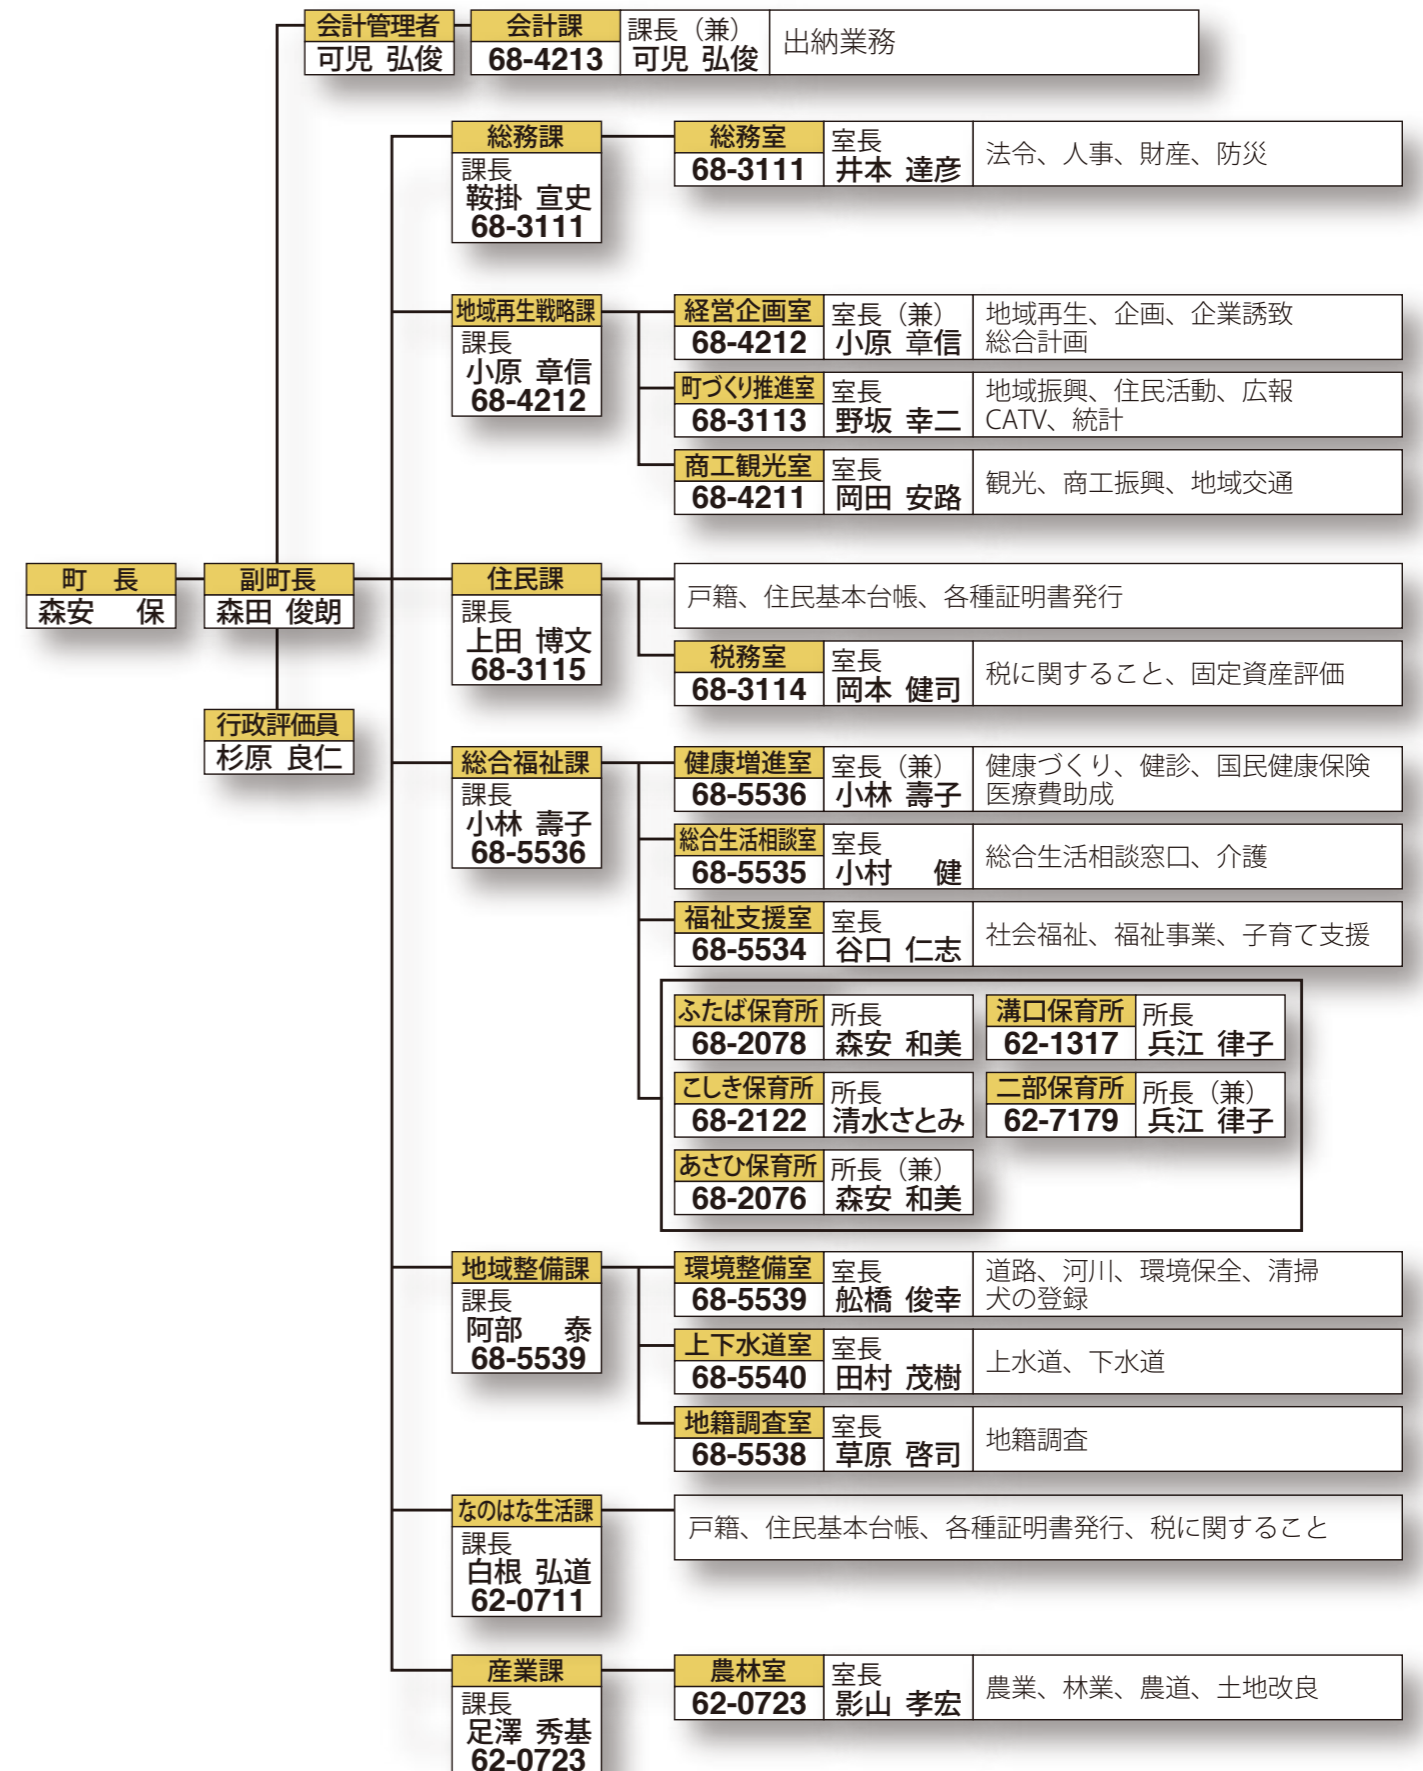 会計管理者
可児 弘俊
会計課
68-4213
課長（兼）
可児 弘俊
出納業務
総務課
課長
鞍掛 宣史
68-3111
総務室
68-3111
室長
井本 達彦
法令、人事、財産、防災
地域再生戦略課
課長
小原 章信
68-4212
経営企画室
68-4212
室長（兼）
小原 章信
地域再生、企画、企業誘致
総合計画
町づくり推進室
68-3113
室長
野坂 幸二
地域振興、住民活動、広報
CATV、統計
商工観光室
68-4211
室長
岡田 安路
観光、商工振興、地域交通
町　長
森安　保
副町長
森田 俊朗
行政評価員
杉原 良仁
住民課
課長
上田 博文
68-3115
戸籍、住民基本台帳、各種証明書発行
税務室
68-3114
室長
岡本 健司
税に関すること、固定資産評価
総合福祉課
課長
小林 壽子
68-5536
健康増進室
68-5536
室長（兼）
小林 壽子
健康づくり、健診、国民健康保険
医療費助成
総合生活相談室
68-5535
室長
小村　健
総合生活相談窓口、介護
福祉支援室
68-5534
室長
谷口 仁志
社会福祉、福祉事業、子育て支援
ふたば保育所
68-2078
所長
森安 和美
溝口保育所
62-1317
所長
兵江 律子
こしき保育所
68-2122
所長
清水さとみ
二部保育所
62-7179
所長（兼）
兵江 律子
あさひ保育所
68-2076
所長（兼）
森安 和美
地域整備課
課長
阿部　泰
68-5539
環境整備室
68-5539
室長
舩橋 俊幸
道路、河川、環境保全、清掃
犬の登録
上下水道室
68-5540
室長
田村 茂樹
上水道、下水道
地籍調査室
68-5538
室長
草原 啓司
地籍調査
なのはな生活課
課長
白根 弘道
62-0711
戸籍、住民基本台帳、各種証明書発行、税に関すること
産業課
課長
足澤 秀基
62-0723
農林室
62-0723
室長
影山 孝宏
農業、林業、農道、土地改良